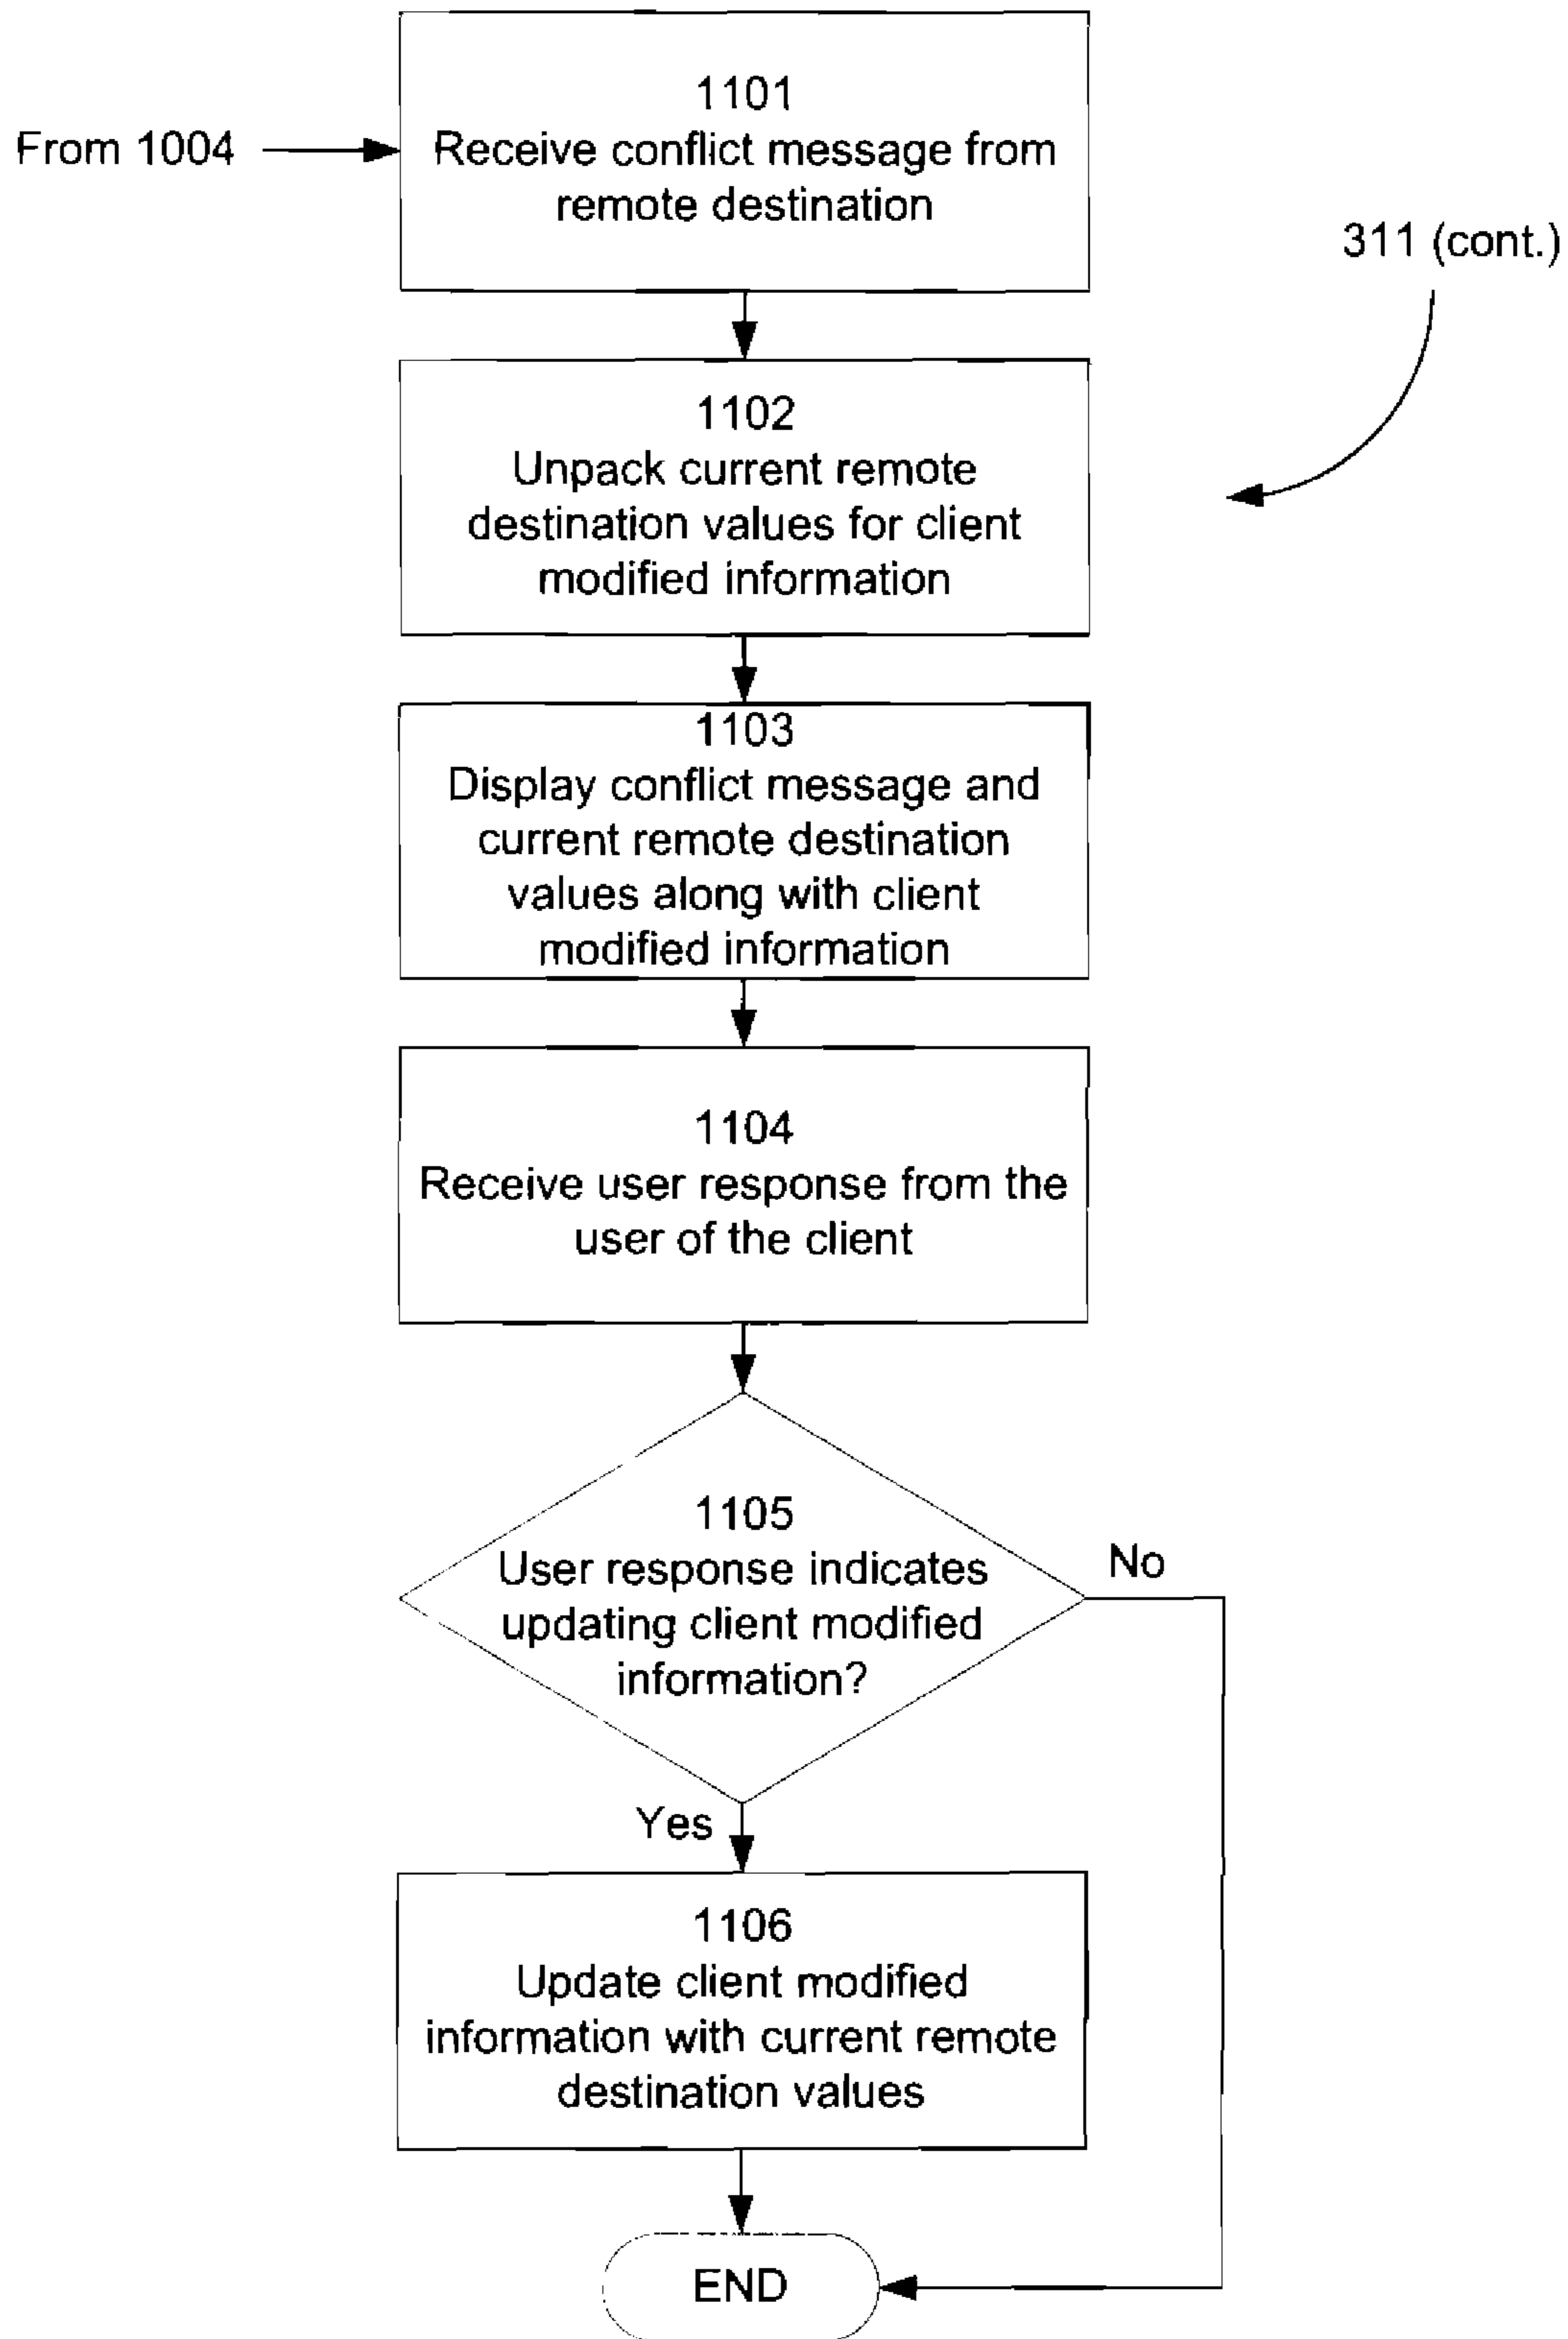 1101
From 1004
Receive conflict message from
remote destination
311 (cont.)
1102
Unpack current remote
destination values for client
modified information
1103
Display conflict message and
current remote destination
values along with client
modified information
1104
Receive user response from the
user of the client
1105
User response indicates
updating client modified
information?
No
Yes
1106
Update client modified
information with current remote
destination values
END